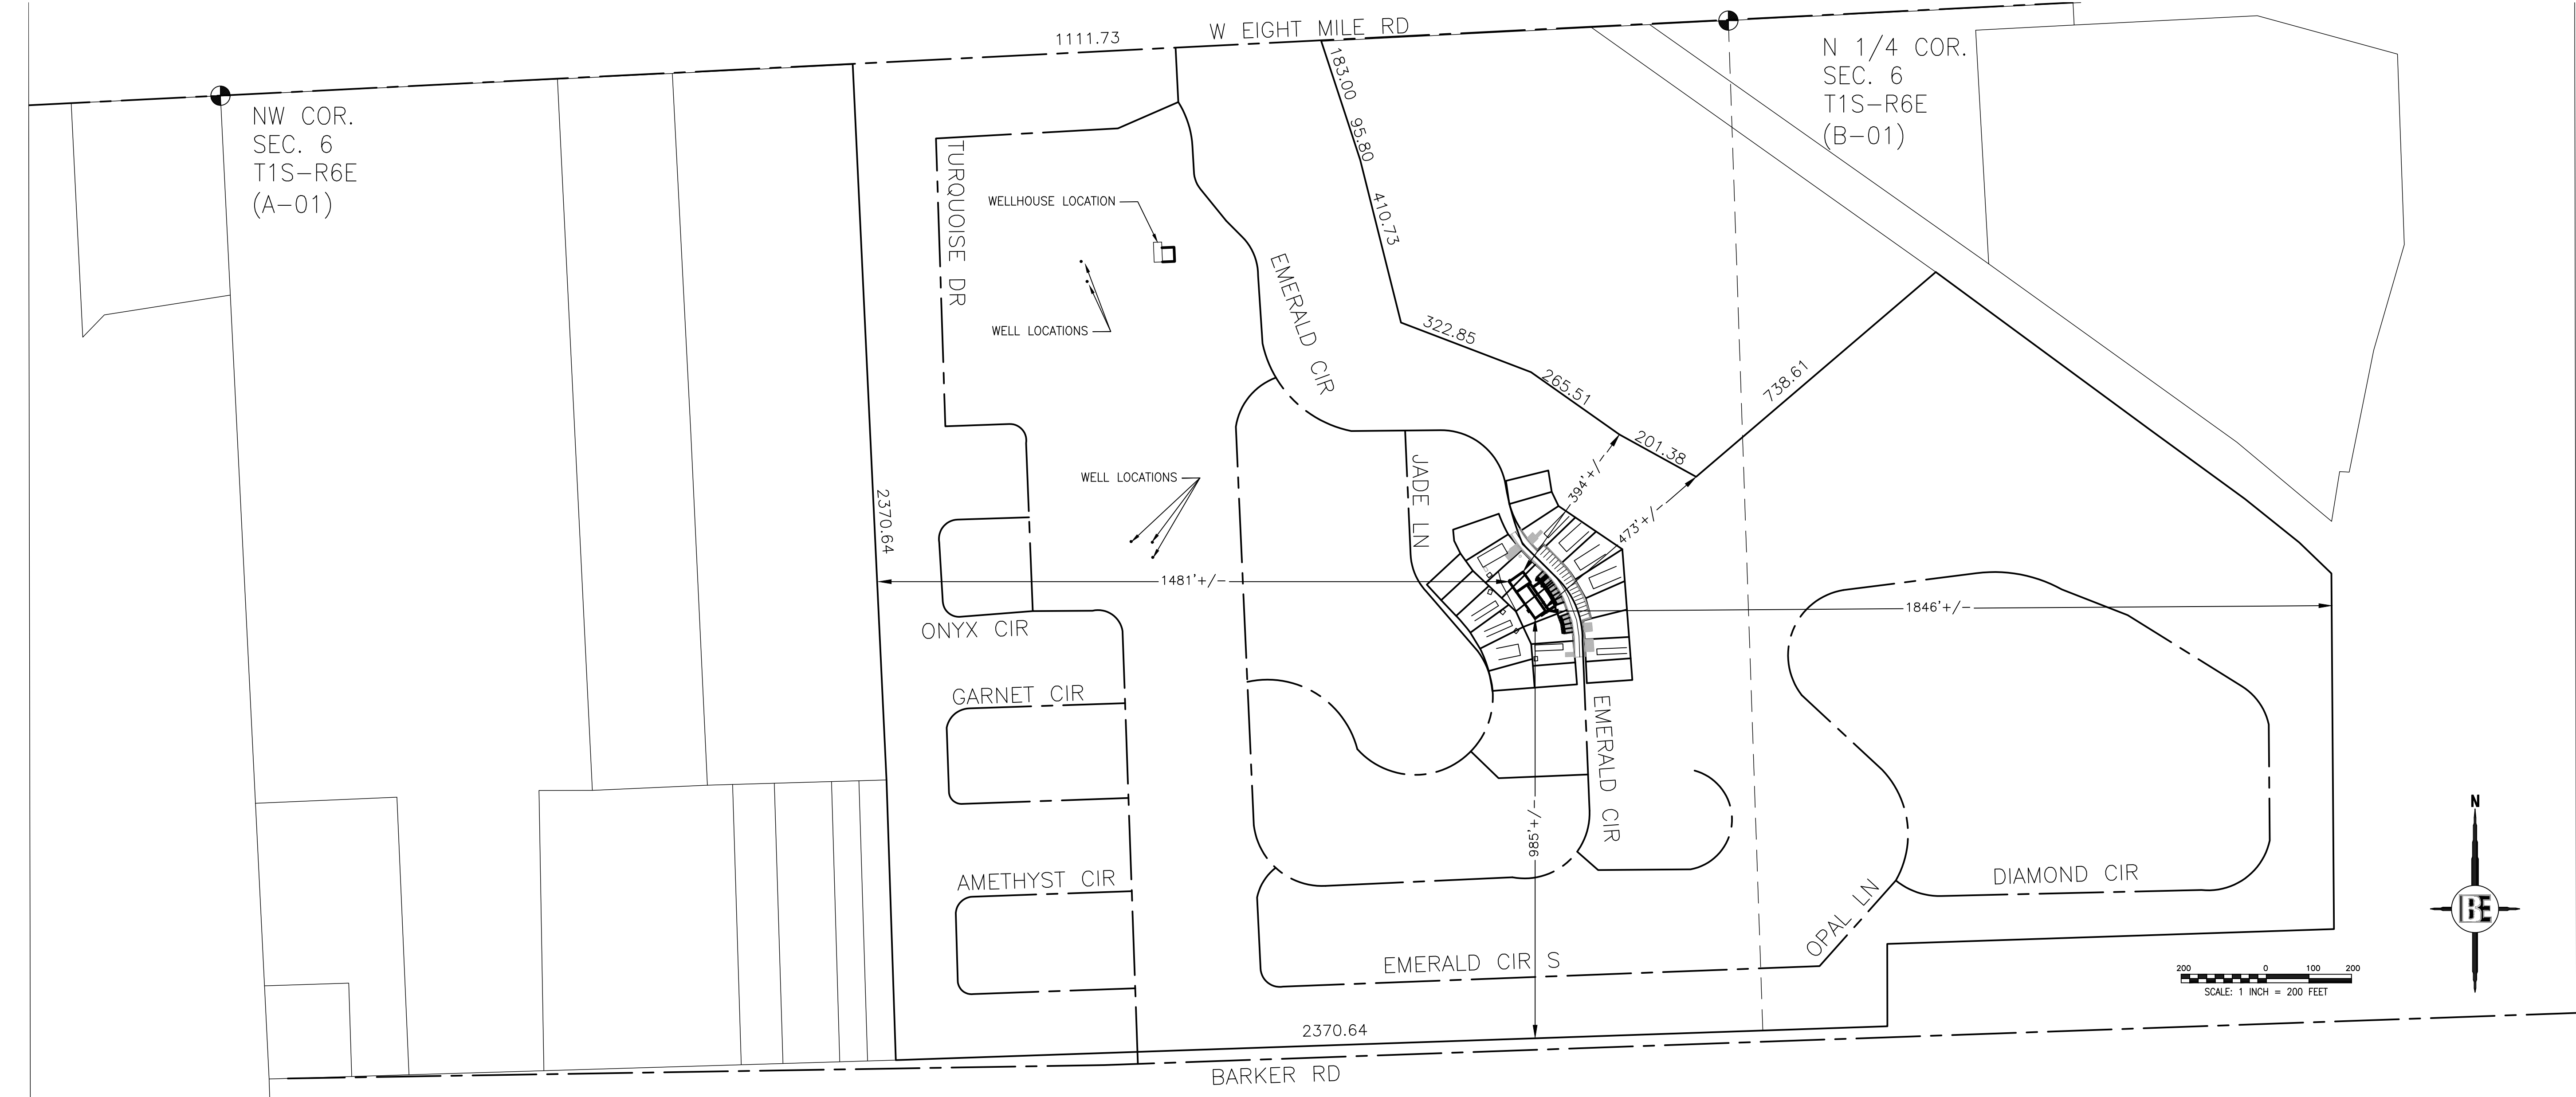 W EIGHT MILE RD
1111.73
NW COR.
SEC. 6
T1S-R6E
(A-01)
N 1/4 COR.
SEC. 6
T1S-R6E
(B-01)
183.00
95.80
410.73
322.85
265.51
201.38
738.61
TURQUOISE DR
WELLHOUSE LOCATION
WELL LOCATIONS
EMERALD CIR
WELL LOCATIONS
JADE LN
394'+/-
473'+/-
2370.64
1481'+/-
1846'+/-
ONYX CIR
GARNET CIR
EMERALD CIR
985'+/-
AMETHYST CIR
DIAMOND CIR
OPAL LN
EMERALD CIR S
2370.64
BARKER RD
N
BE
200 0 100 200
SCALE: 1 INCH = 200 FEET